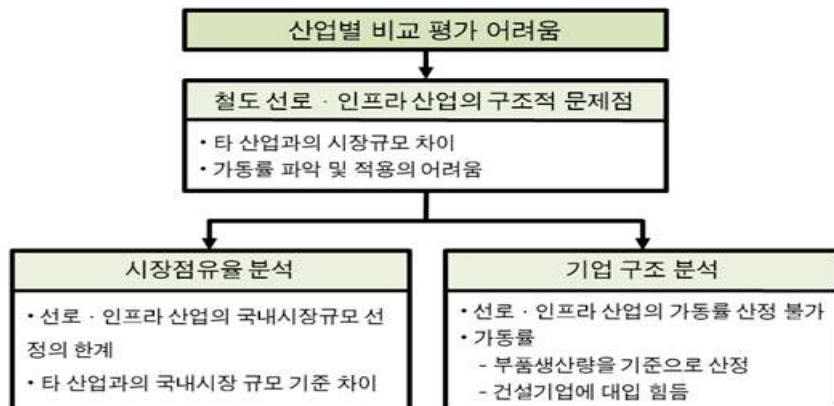 산업별 비교 평가 어려움
철도 선로 · 인프라 산업의 구조적 문제점
• 타 산업과의 시장규모 차이
• 가동률 파악 및 적용의 어려움
시장점유율 분석
• 선로 · 인프라 산업의 국내시장규모 선
정의 한계
• 타 산업과의 국내시장 규모 기준 차이
기업 구조 분석
• 선로 · 인프라 산업의 가동률 산정 불가
• 가동률
- 부품생산량을 기준으로 산정
- 건설기업에 대입 힘듬